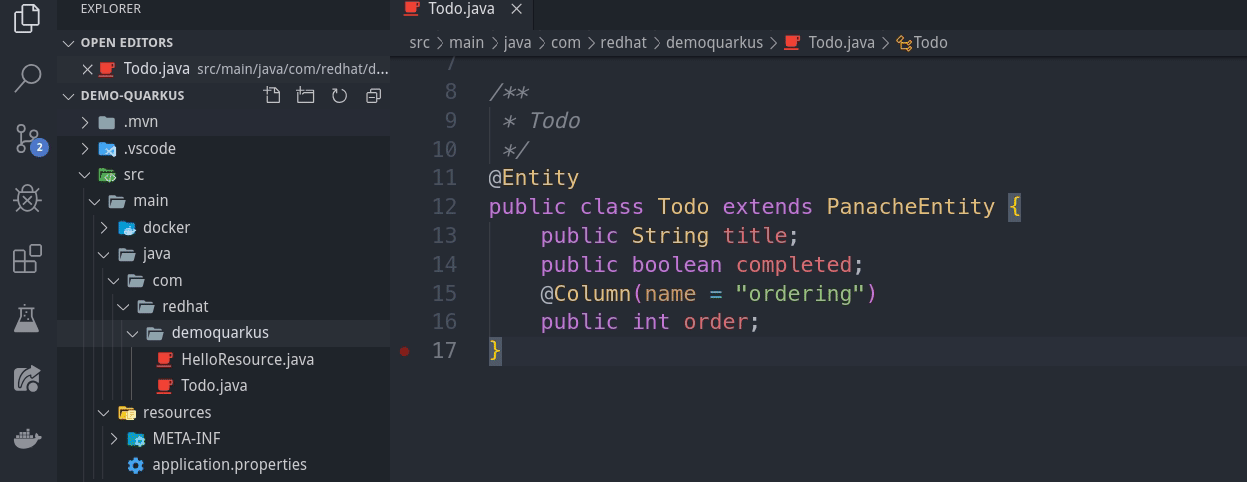 EXPLORER
OPEN EDITORS
Todo.java src/main/java/com/redhat/d...
DEMO-QUARKUS
.mvn
.vscode
src
main
docker
java
com
redhat
demoquarkus
HelloResource.java
Todo.java
resources
META-INF
application.properties
2
Todo.java
src > main > java > com > redhat > demoquarkus > Todo.java > Todo
7
8 /**
9 * Todo
10 */
11 @Entity
12 public class Todo extends PanacheEntity {
13 public String title;
14 public boolean completed;
15 @Column(name = "ordering")
16 public int order;
17 }